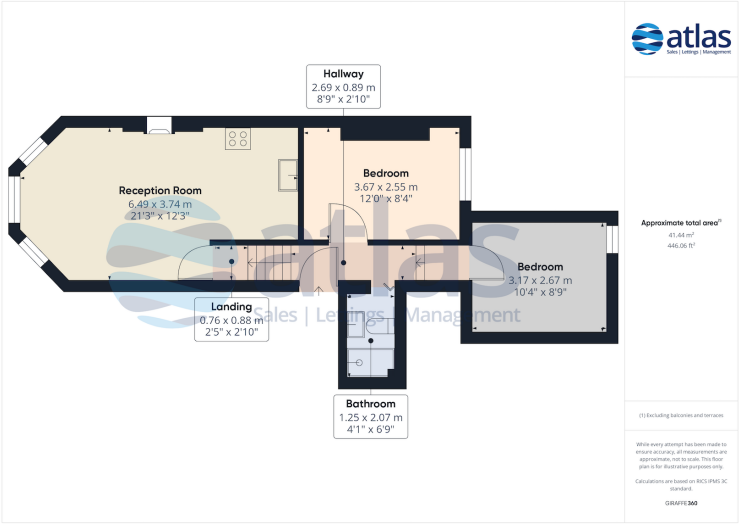 atlas
Sales | Lettings | Management
Hallway
2.69 x 0.89 m
8'9" x 2'10"
Reception Room
6.49 x 3.74 m
21'3" x 12'3"
Bedroom
3.67 x 2.55 m
12'0" x 8'4"
Bedroom
3.17 x 2.67 m
10'4" x 8'9"
Landing
0.76 x 0.88 m
2'5" x 2'10"
Bathroom
1.25 x 2.07 m
4'1" x 6'9"
atlas
Sales | Lettings | Management
Approximate total area(1)
41.44 m²
446.06 ft²
(1) Excluding balconies and terraces
While every attempt has been made to
ensure accuracy, all measurements are
approximate, not to scale. This floor
plan is for illustrative purposes only.
Calculations are based on RICS IPMS 3C
standard.
GIRAFFE360